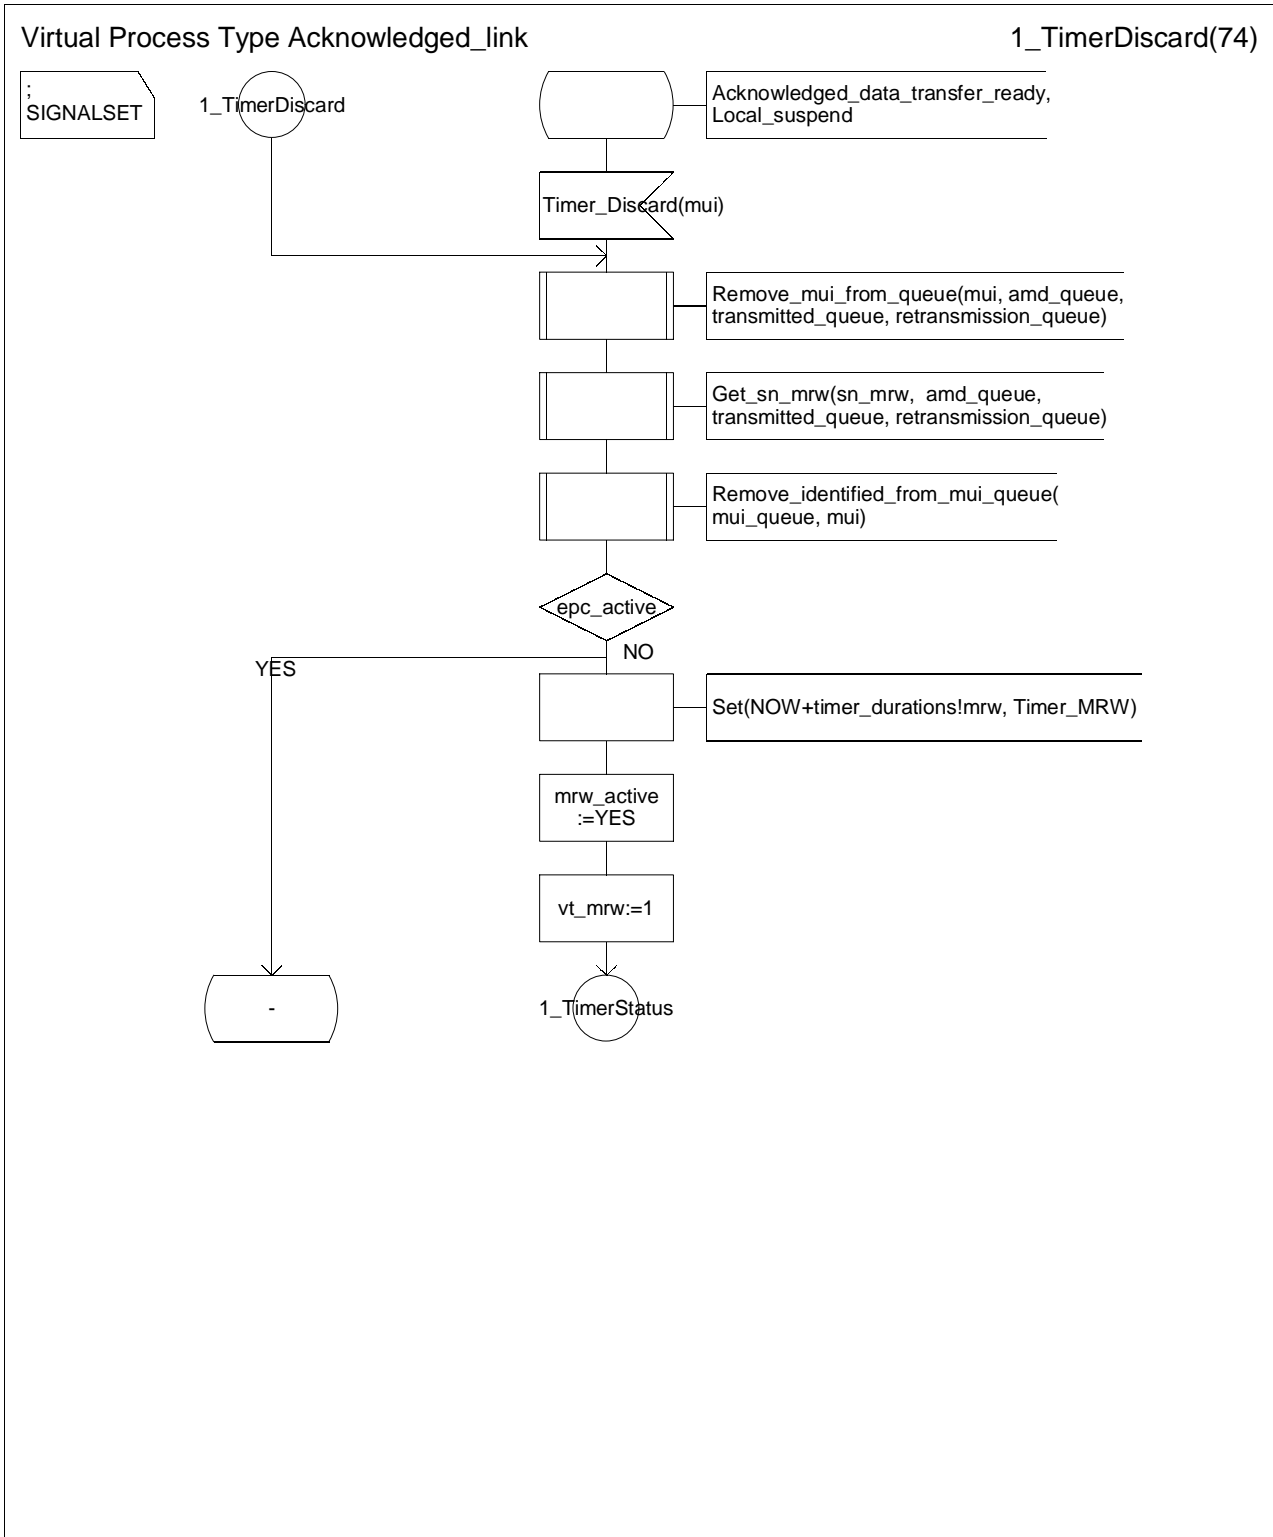 Virtual Process Type Acknowledged_link
1_TimerDiscard(74)
;
SIGNALSET
1_TimerDiscard
Acknowledged_data_transfer_ready,
Local_suspend
Timer_Discard(mui)
Remove_mui_from_queue(mui, amd_queue,
transmitted_queue, retransmission_queue)
Get_sn_mrw(sn_mrw,  amd_queue,
transmitted_queue, retransmission_queue)
Remove_identified_from_mui_queue(
mui_queue, mui)
epc_active
NO
YES
Set(NOW+timer_durations!mrw, Timer_MRW)
mrw_active
:=YES
vt_mrw:=1
-
1_TimerStatus